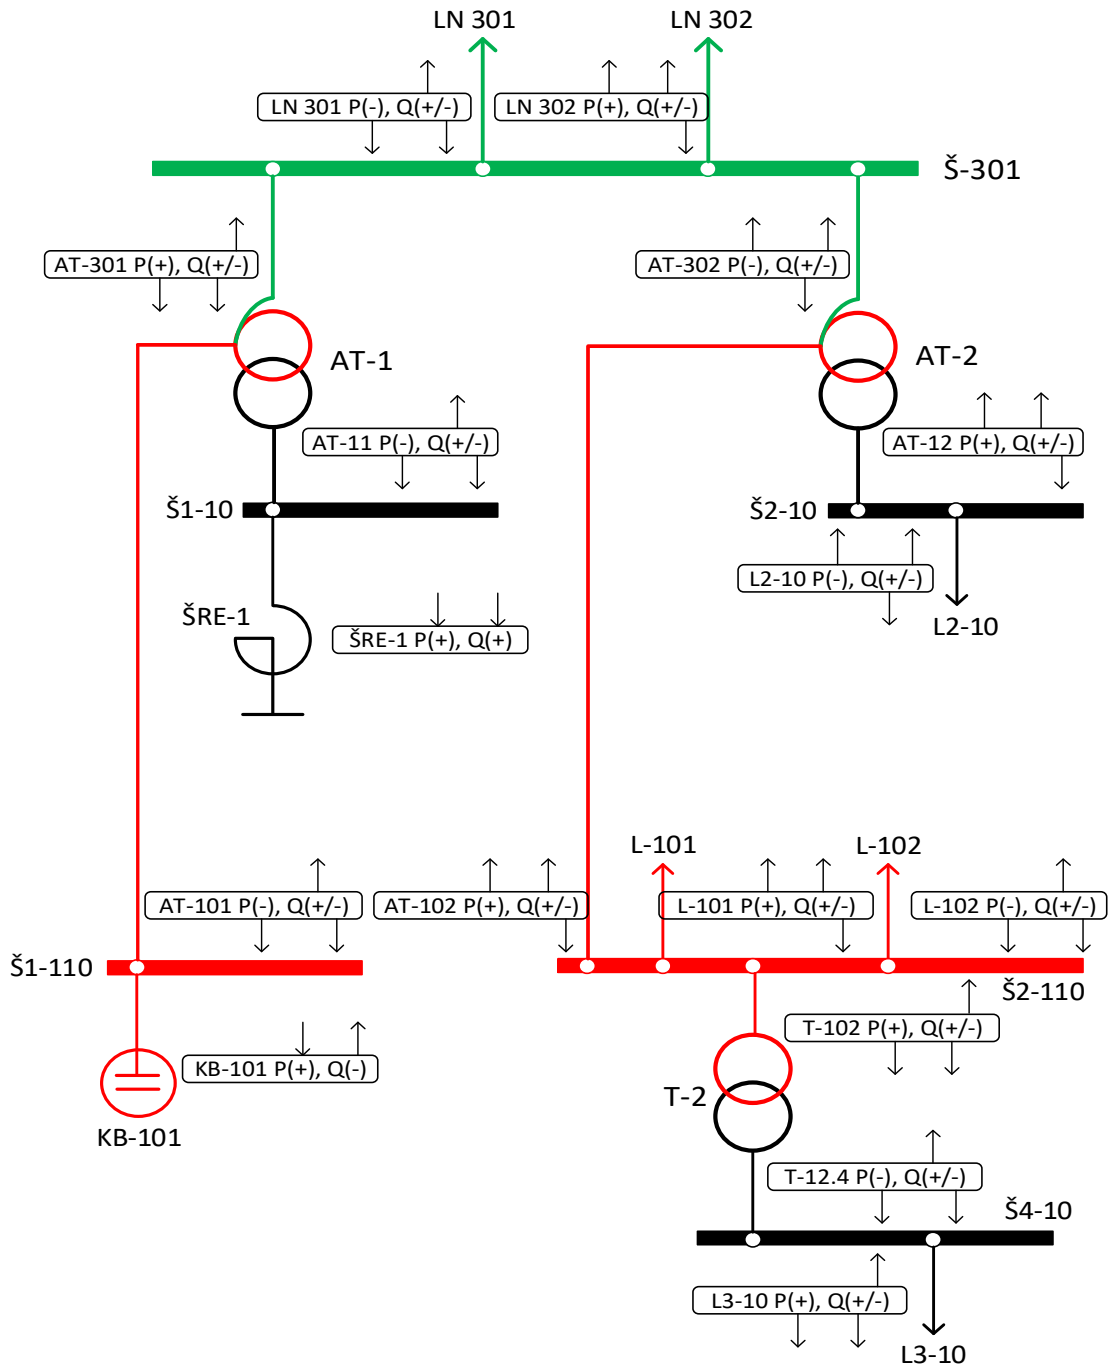 LN 301
LN 302
LN 301 P(-), Q(+/-)
LN 302 P(+), Q(+/-)
Š-301
AT-301 P(+), Q(+/-)
AT-302 P(-), Q(+/-)
AT-1
AT-2
AT-11 P(-), Q(+/-)
AT-12 P(+), Q(+/-)
Š1-10
Š2-10
L2-10 P(-), Q(+/-)
ŠRE-1
ŠRE-1 P(+), Q(+)
L2-10
L-101
L-102
AT-101 P(-), Q(+/-)
AT-102 P(+), Q(+/-)
L-101 P(+), Q(+/-)
L-102 P(-), Q(+/-)
Š1-110
Š2-110
T-102 P(+), Q(+/-)
KB-101 P(+), Q(-)
T-2
KB-101
T-12.4 P(-), Q(+/-)
Š4-10
L3-10 P(+), Q(+/-)
L3-10